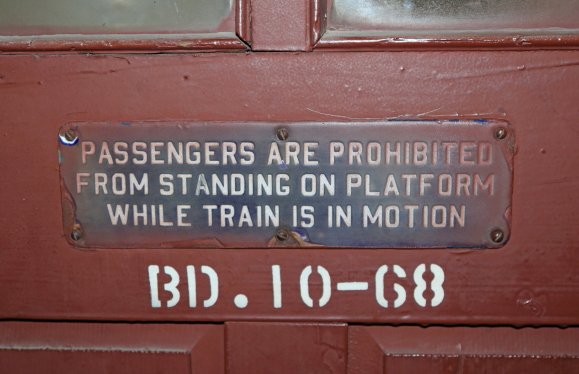 PASSENGERS ARE PROHIBITED
FROM STANDING ON PLATFORM
WHILE TRAIN IS IN MOTION
BD. 10-68